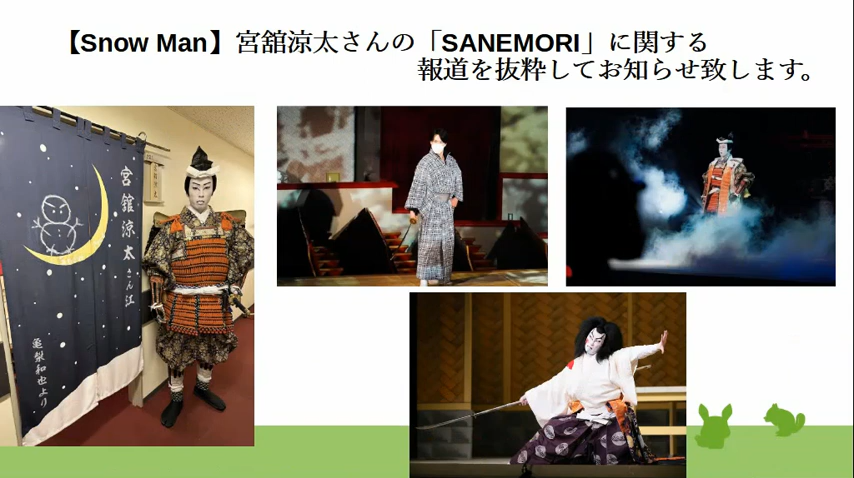 【Snow Man】宮舘涼太さんの「SANEMORI」に関する
報道を抜粋してお知らせ致します。
宮舘涼太さん江
亀梨和也より